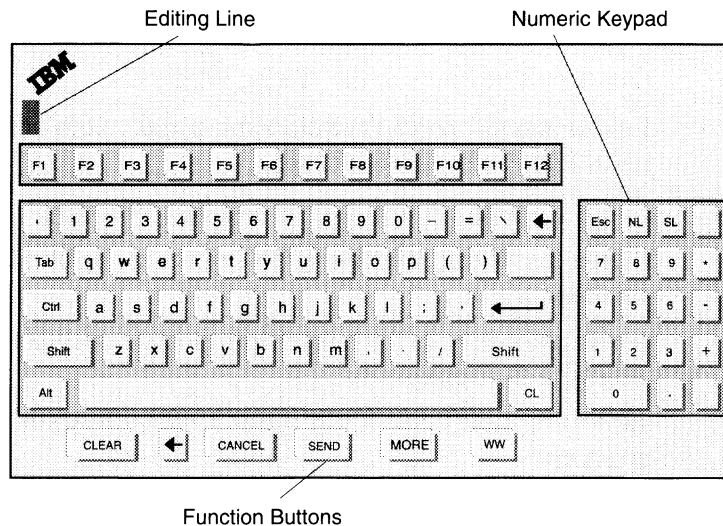 Editing Line
Numeric Keypad
IBM
F1 F2 F3 F4 F5 F6 F7 F8 F9 F10 F11 F12
' 1 2 3 4 5 6 7 8 9 0 - = \ ←
Esc NL SL
Tab q w e r t y u i o p ( )
7 8 9 *
Ctrl a s d f g h j k l ; '
4 5 6 -
Shift z x c v b n m , . / Shift
1 2 3 +
Alt CL
0 .
CLEAR ← CANCEL SEND MORE WW
Function Buttons